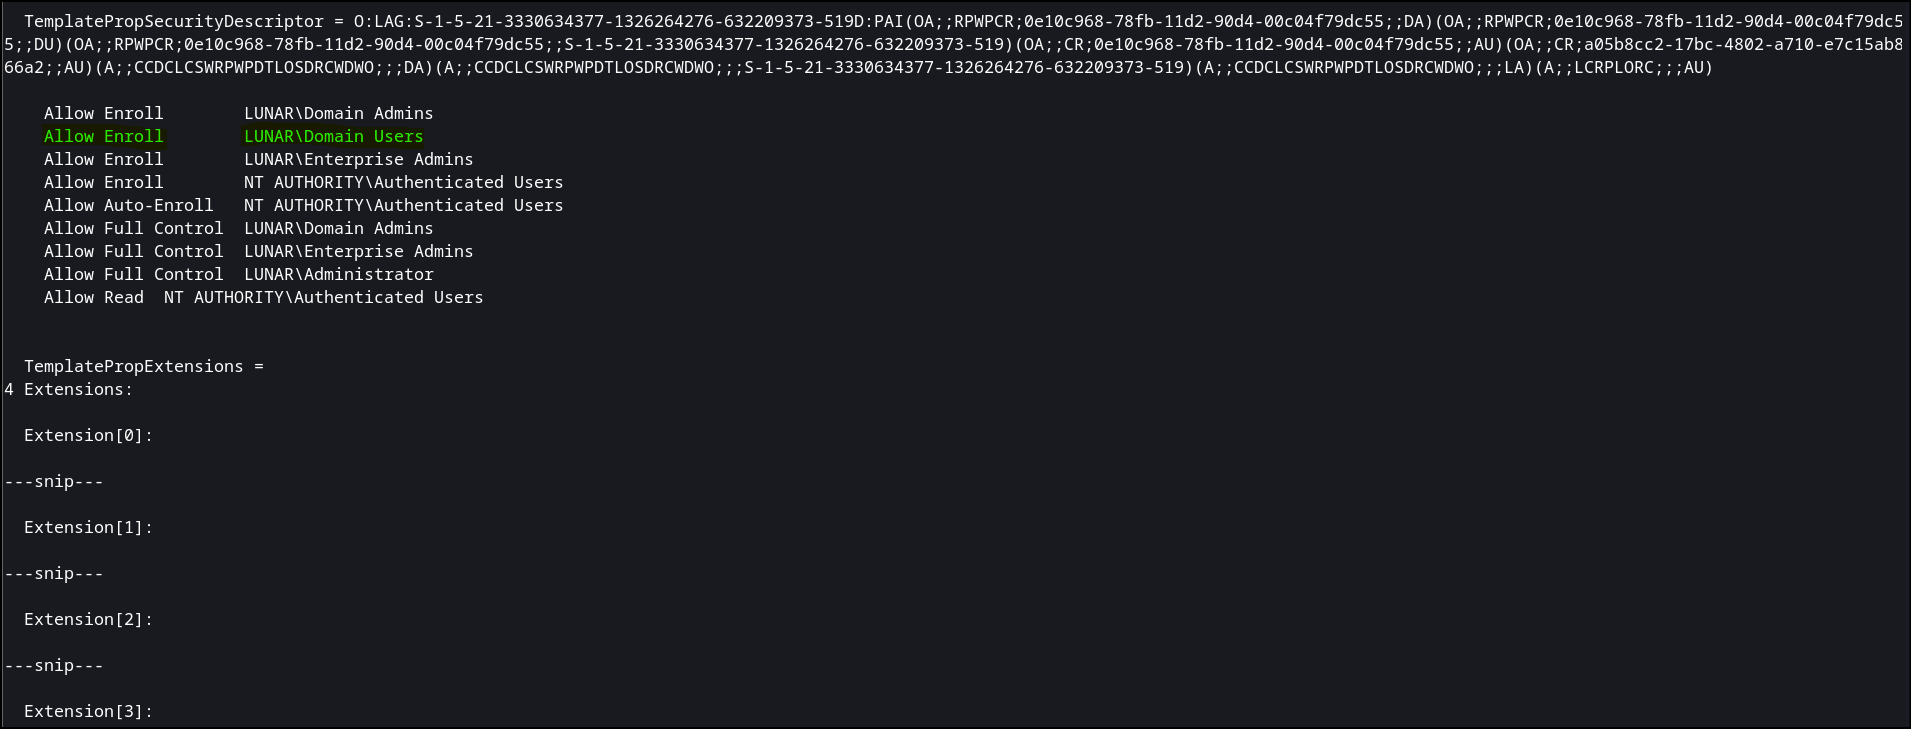 TemplatePropSecurityDescriptor = O:LAG:S-1-5-21-3330634377-1326264276-632209373-519D:PAI(OA;;RPWPCR;0e10c968-78fb-11d2-90d4-00c04f79dc55;;DA)(OA;;RPWPCR;0e10c968-78fb-11d2-90d4-00c04f79dc5
5;;DU)(OA;;RPWPCR;0e10c968-78fb-11d2-90d4-00c04f79dc55;;S-1-5-21-3330634377-1326264276-632209373-519)(OA;;CR;0e10c968-78fb-11d2-90d4-00c04f79dc55;;AU)(OA;;CR;a05b8cc2-17bc-4802-a710-e7c15ab8
66a2;;AU)(A;;CCDCLCSWRPWPDTLOSDRCWDWO;;;DA)(A;;CCDCLCSWRPWPDTLOSDRCWDWO;;;S-1-5-21-3330634377-1326264276-632209373-519)(A;;CCDCLCSWRPWPDTLOSDRCWDWO;;;LA)(A;;LCRPLORC;;;AU)
Allow Enroll LUNAR\Domain Admins
Allow Enroll LUNAR\Domain Users
Allow Enroll LUNAR\Enterprise Admins
Allow Enroll NT AUTHORITY\Authenticated Users
Allow Auto-Enroll NT AUTHORITY\Authenticated Users
Allow Full Control LUNAR\Domain Admins
Allow Full Control LUNAR\Enterprise Admins
Allow Full Control LUNAR\Administrator
Allow Read NT AUTHORITY\Authenticated Users
TemplatePropExtensions =
4 Extensions:
Extension[0]:
---snip---
Extension[1]:
---snip---
Extension[2]:
---snip---
Extension[3]: